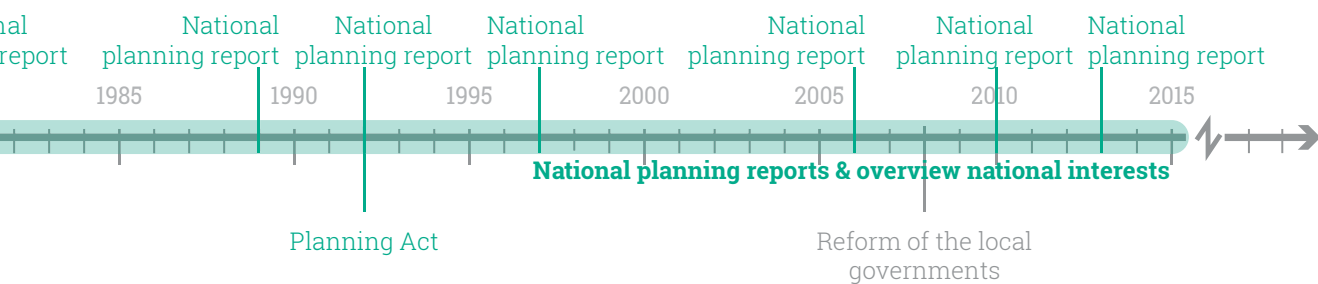 nal National National National National National National
report planning report planning report planning report planning report planning report planning report
1985 1990 1995 2000 2005 2010 2015
National planning reports & overview national interests
Planning Act Reform of the local
governments